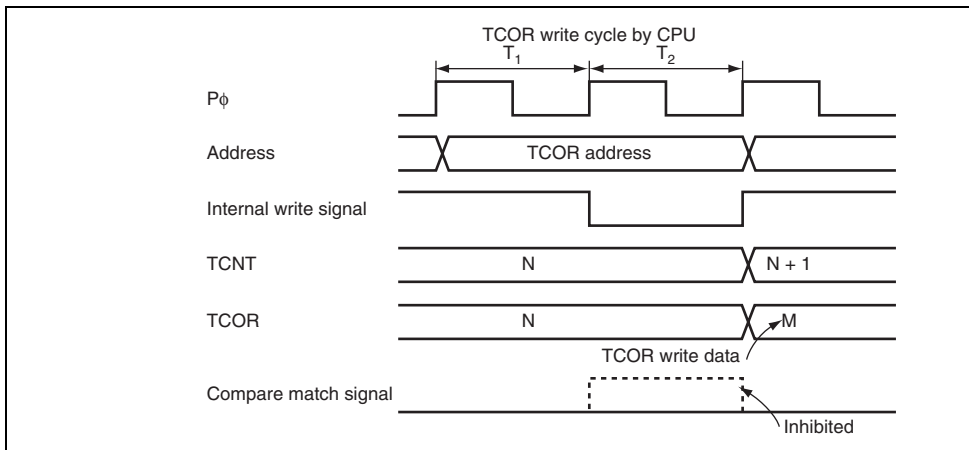 TCOR write cycle by CPU
T1 T2
Pφ
Address TCOR address
Internal write signal
TCNT N N + 1
TCOR N M
TCOR write data
Compare match signal
Inhibited